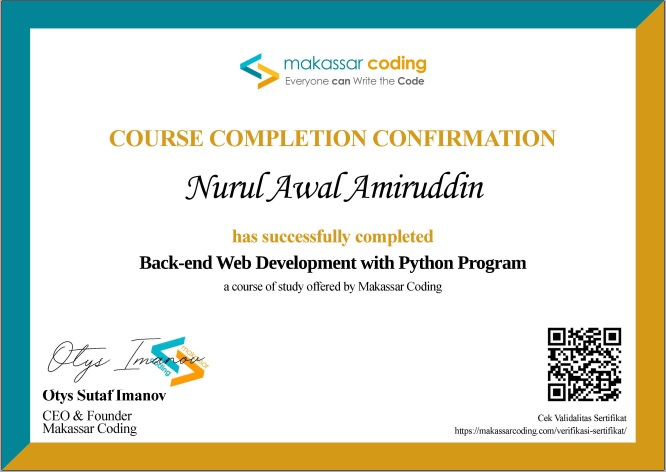 makassar coding
Everyone can Write the Code
COURSE COMPLETION CONFIRMATION
Nurul Awal Amiruddin
has successfully completed
Back-end Web Development with Python Program
a course of study offered by Makassar Coding
Otys Imanov
makassar
coding
Otys Sutaf Imanov
CEO & Founder
Makassar Coding
Cek Validalitas Sertifikat
https://makassarcoding.com/verifikasi-sertifikat/